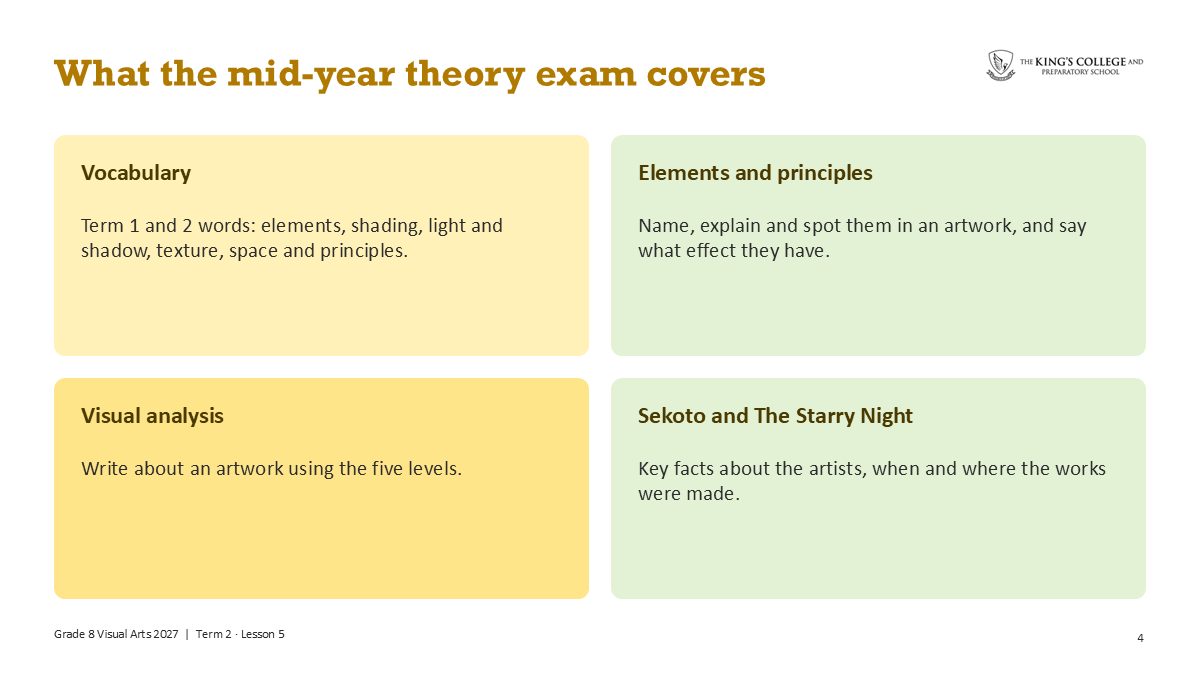 What the mid-year theory exam covers
THE KING'S COLLEGE AND
PREPARATORY SCHOOL
Vocabulary
Term 1 and 2 words: elements, shading, light and
shadow, texture, space and principles.
Elements and principles
Name, explain and spot them in an artwork, and say
what effect they have.
Visual analysis
Write about an artwork using the five levels.
Sekoto and The Starry Night
Key facts about the artists, when and where the works
were made.
Grade 8 Visual Arts 2027 | Term 2 · Lesson 5
4